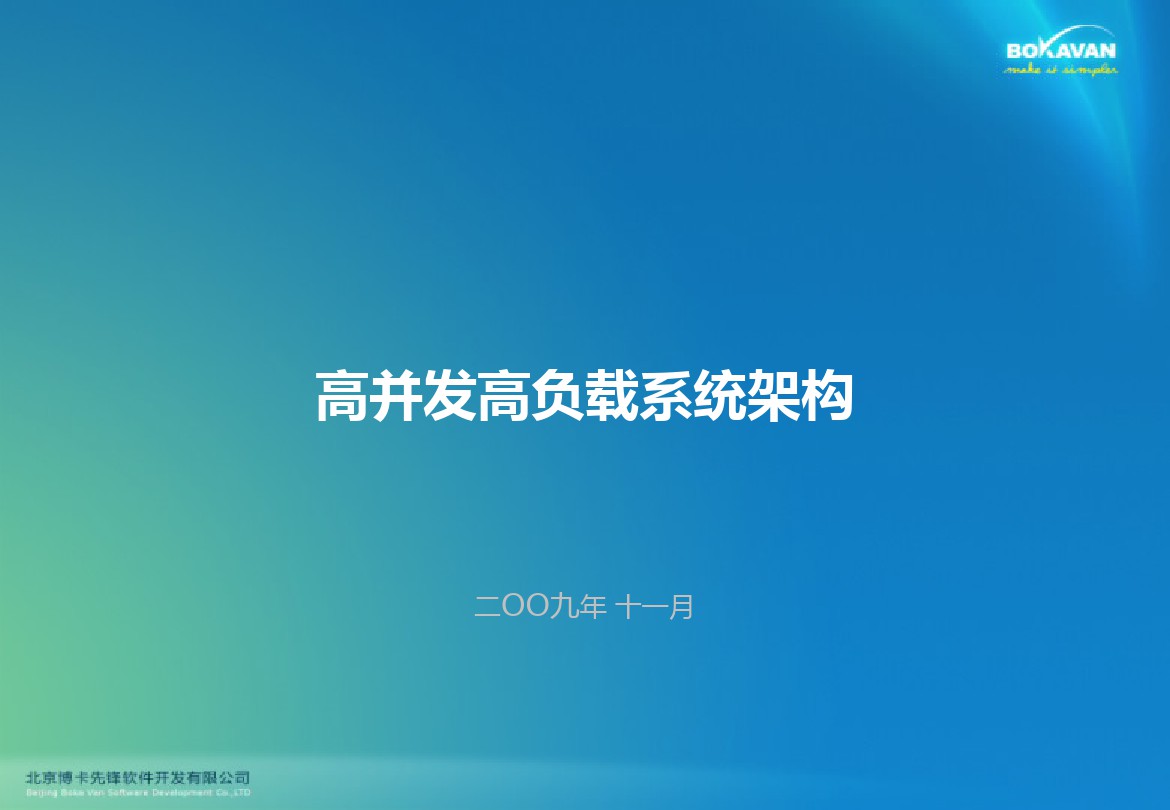 BOKAVAN
make it simpler
高并发高负载系统架构
二OO九年 十一月
北京博卡先锋软件开发有限公司
Beijing Boka Van Software Development Co.,LTD